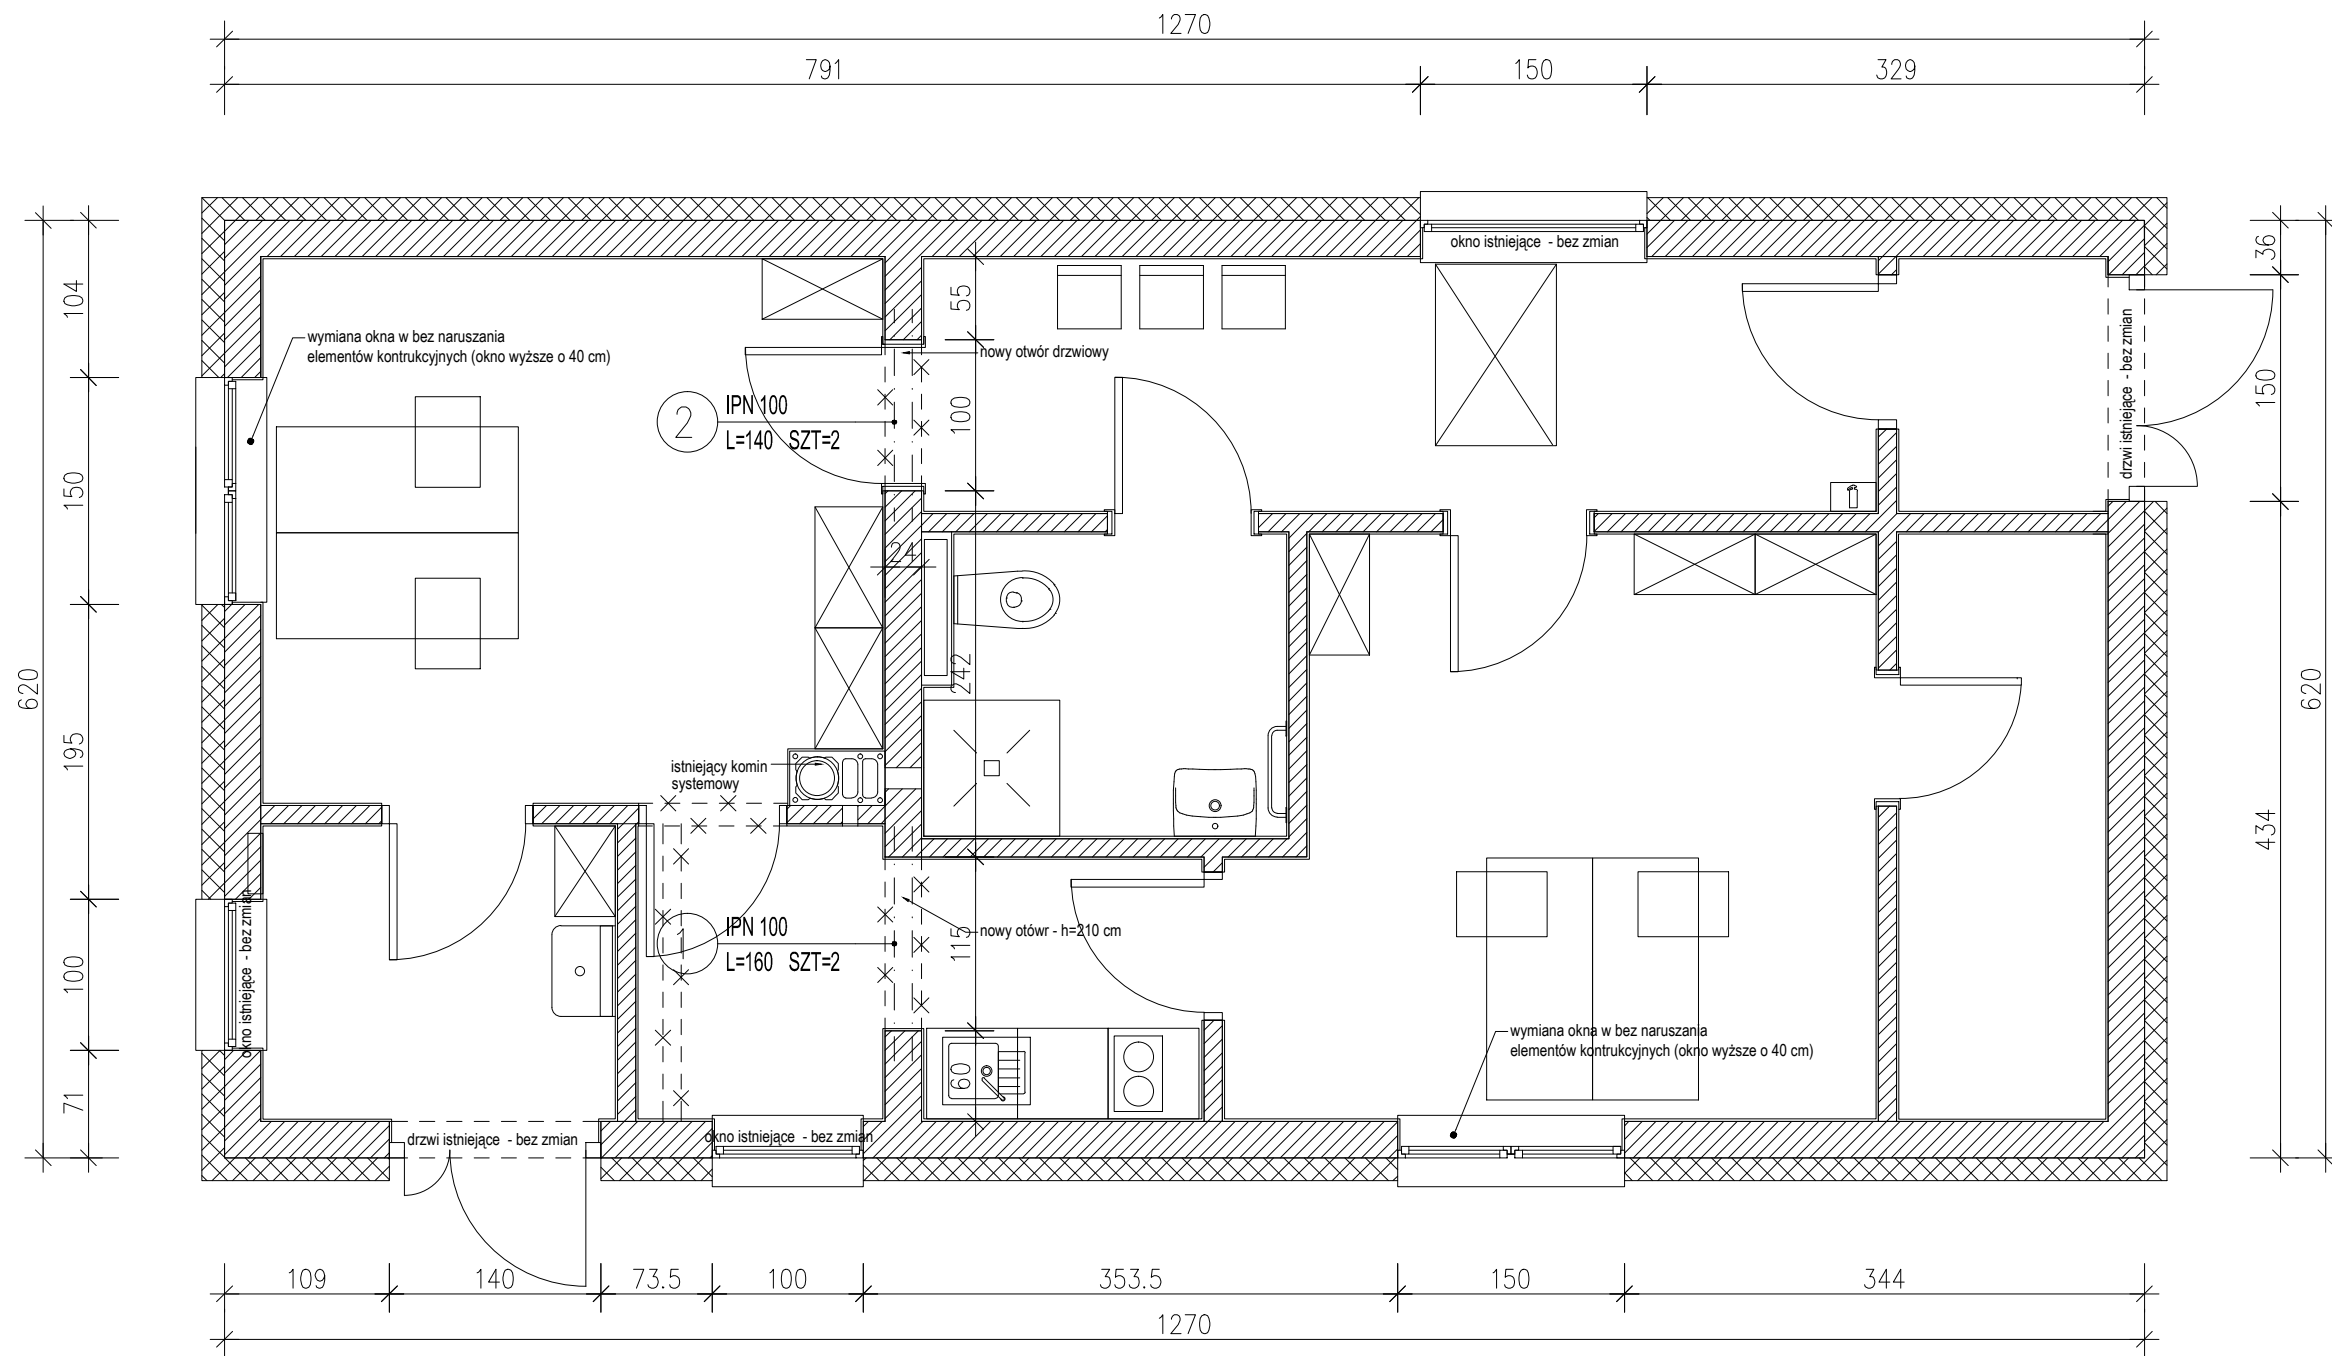 1270
791
150
329
okno istniejące - bez zmian
36
104
55
wymiana okna w bez naruszania
elementów kontrukcyjnych (okno wyższe o 40 cm)
nowy otwór drzwiowy
drzwi istniejące - bez zmian
2
IPN 100
L=140 SZT=2
100
150
150
24
620
242
620
195
istniejący komin
systemowy
434
1
IPN 100
L=160 SZT=2
nowy otówr - h=210 cm
115
okno istniejące - bez zmian
100
wymiana okna w bez naruszania
elementów kontrukcyjnych (okno wyższe o 40 cm)
60
71
drzwi istniejące - bez zmian
okno istniejące - bez zmian
109
140
73.5
100
353.5
150
344
1270